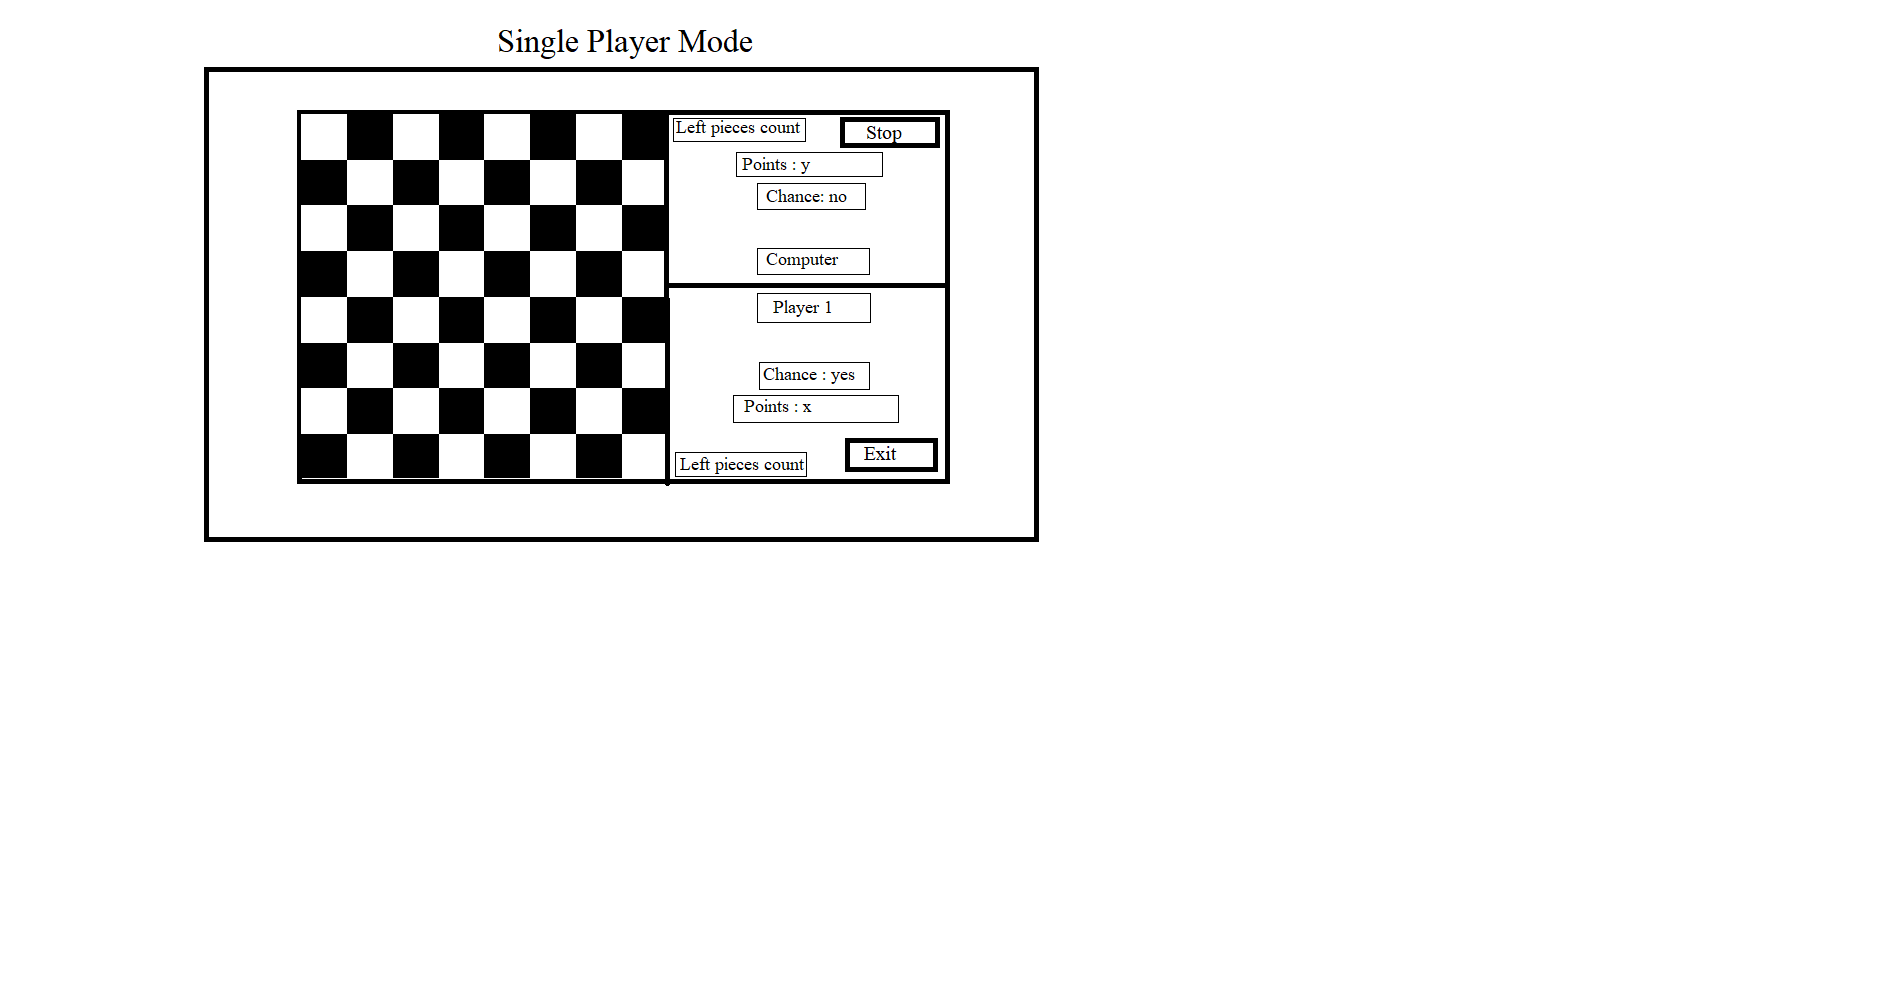 Single Player Mode
Left pieces count
Stop
Points : y
Chance: no
Computer
Player 1
Chance : yes
Points : x
Exit
Left pieces count